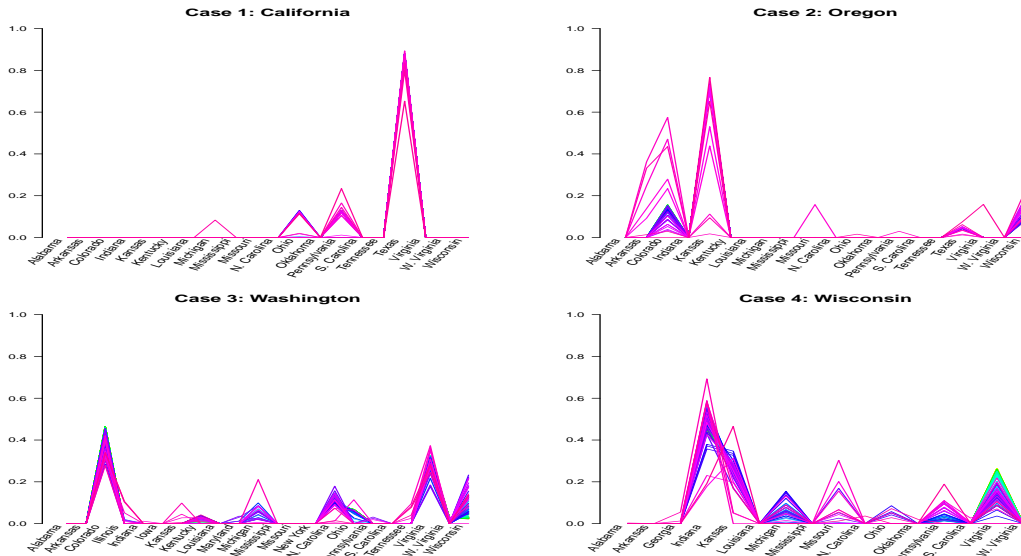 Case 1: California
1.0
0.8
0.6
0.4
0.2
0.0
Alabama
Arkansas
Colorado
Indiana
Kansas
Kentucky
Louisiana
Michigan
Mississippi
Missouri
N. Carolina
Ohio
Oklahoma
Pennsylvania
S. Carolina
Tennessee
Texas
Virginia
W. Virginia
Wisconsin
Case 2: Oregon
1.0
0.8
0.6
0.4
0.2
0.0
Alabama
Arkansas
Colorado
Indiana
Kansas
Kentucky
Louisiana
Michigan
Mississippi
Missouri
N. Carolina
Ohio
Oklahoma
Pennsylvania
S. Carolina
Tennessee
Texas
Virginia
W. Virginia
Wisconsin
Case 3: Washington
1.0
0.8
0.6
0.4
0.2
0.0
Alabama
Arkansas
Colorado
Illinois
Indiana
Iowa
Kansas
Kentucky
Louisiana
Maryland
Michigan
Mississippi
Missouri
New York
N. Carolina
Ohio
Pennsylvania
S. Carolina
Tennessee
Virginia
W. Virginia
Wisconsin
Case 4: Wisconsin
1.0
0.8
0.6
0.4
0.2
0.0
Alabama
Arkansas
Georgia
Indiana
Kansas
Louisiana
Michigan
Mississippi
Missouri
N. Carolina
Ohio
Oklahoma
Pennsylvania
S. Carolina
Virginia
W. Virginia